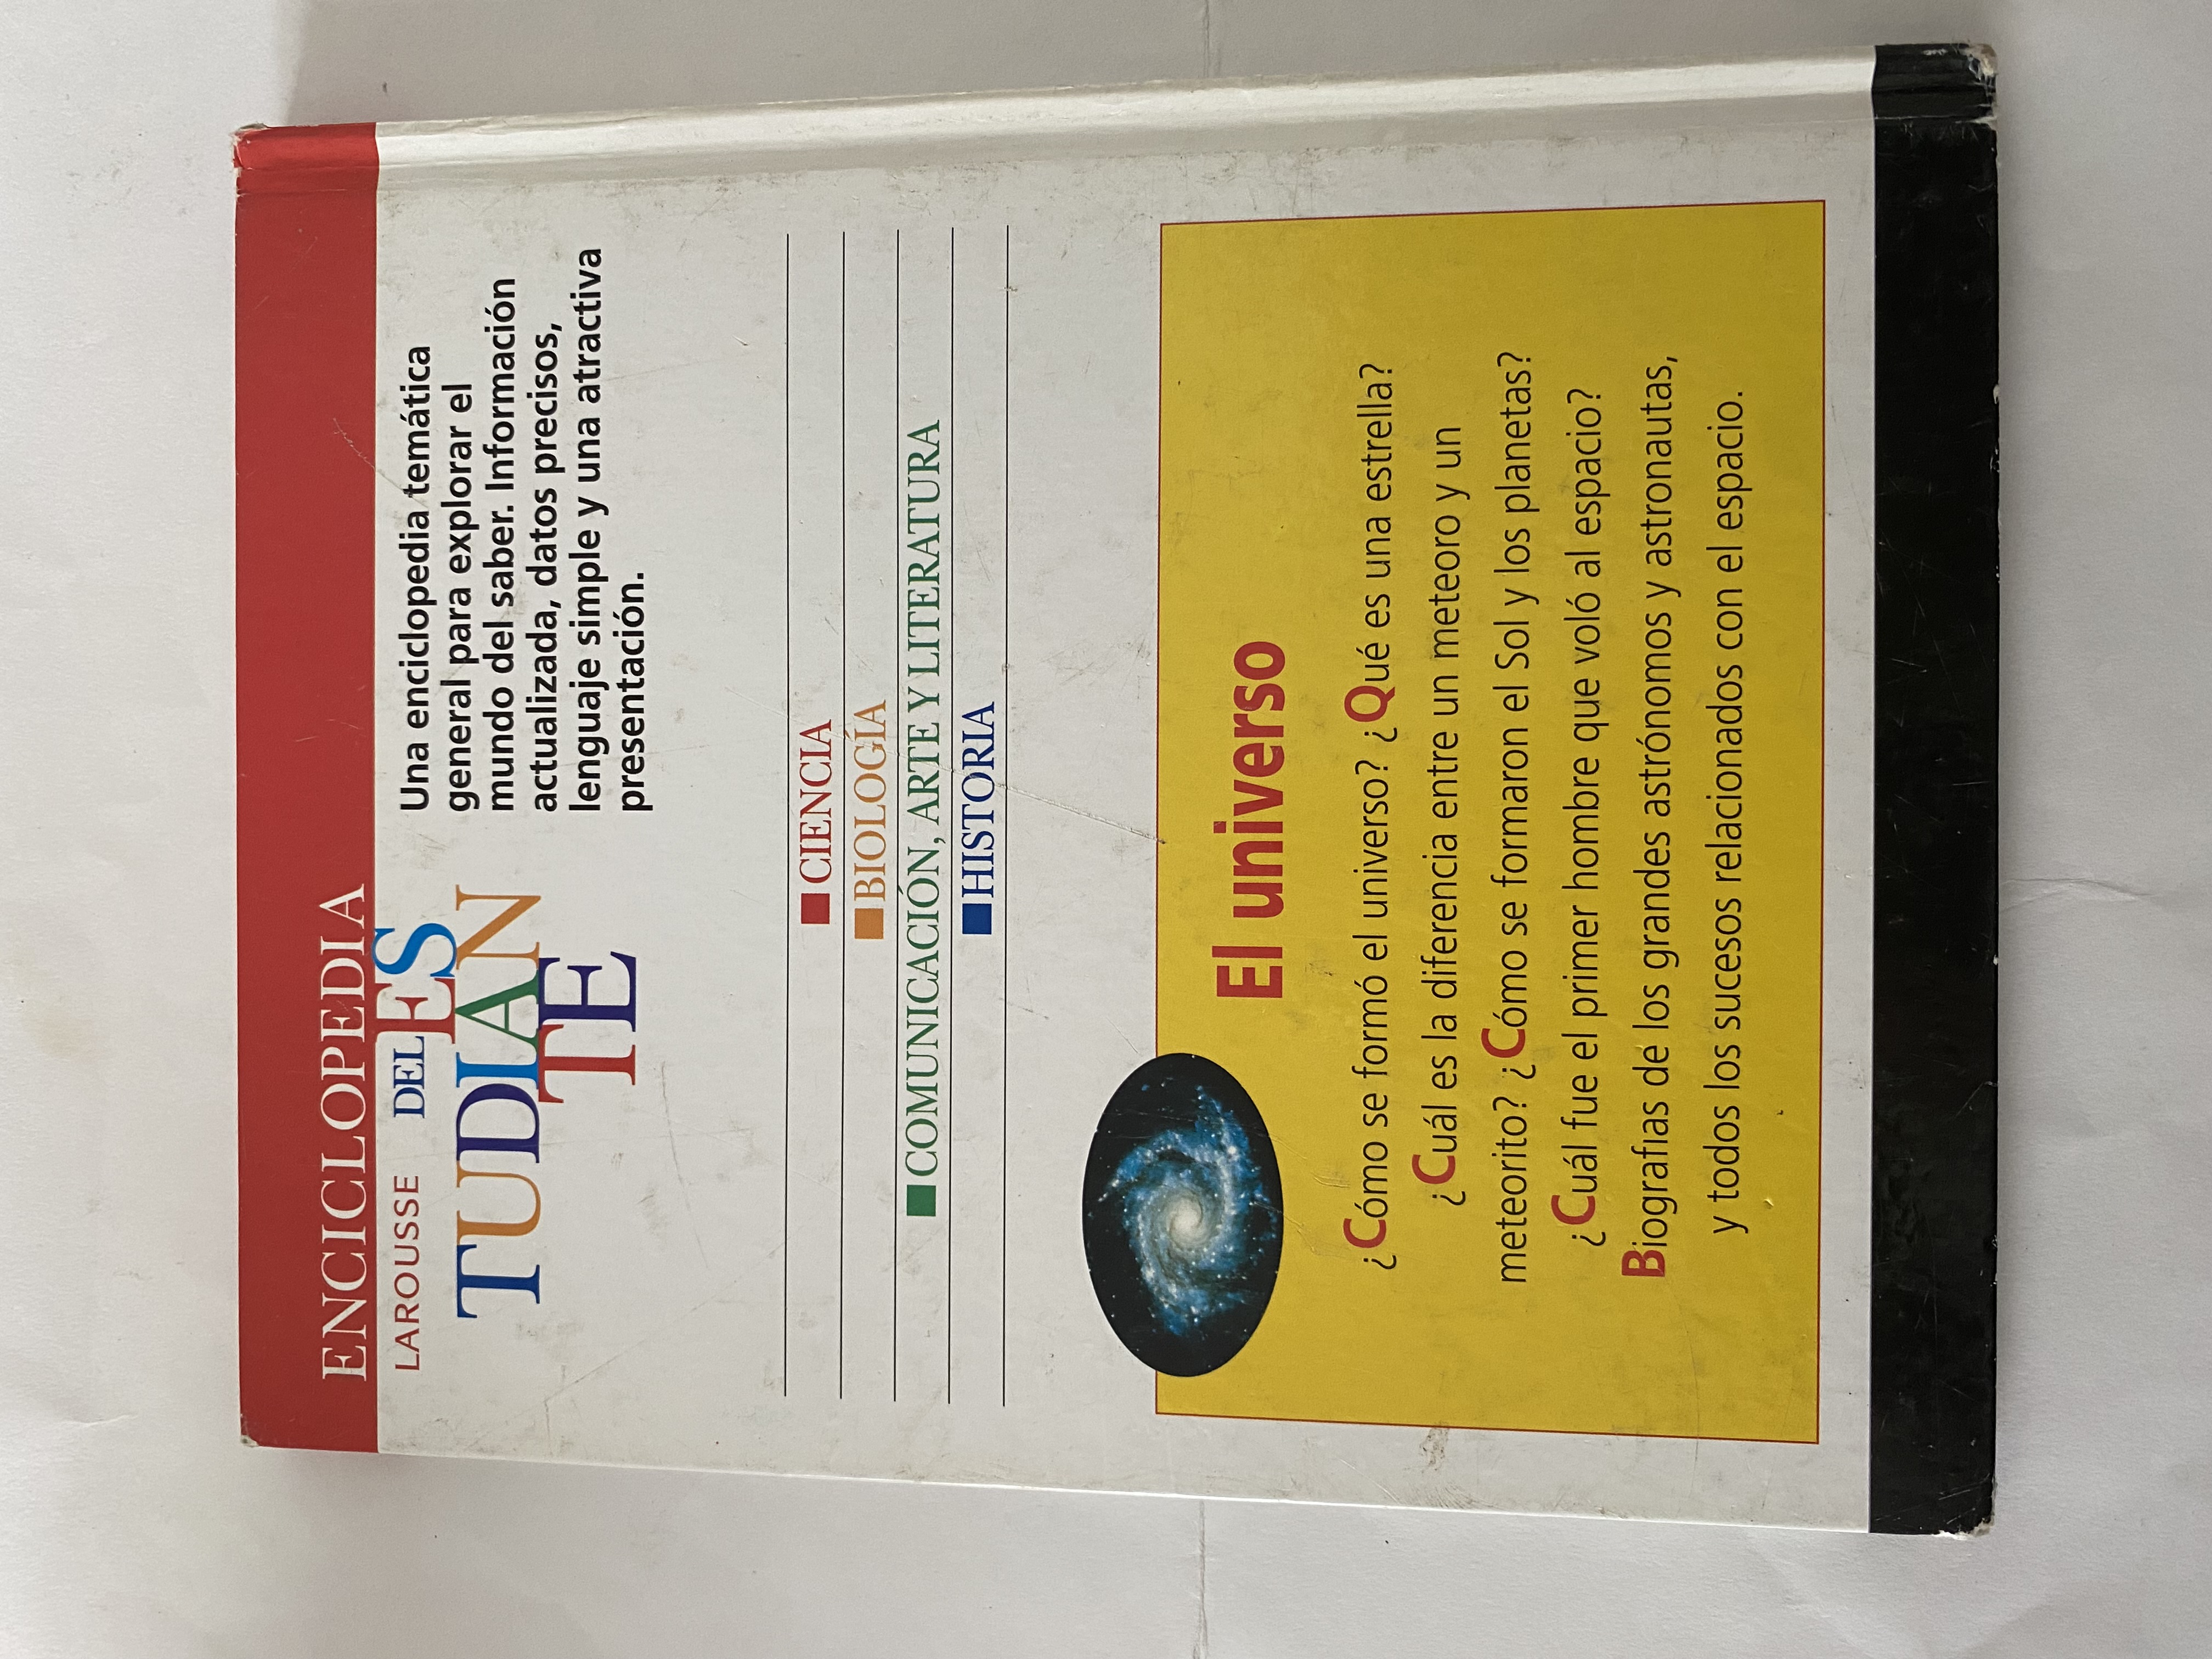 ENCICLOPEDIA
LAROUSSE DEL ES
TUDIAN
TE
Una enciclopedia temática
general para explorar el
mundo del saber. Información
actualizada, datos precisos,
lenguaje simple y una atractiva
presentación.
CIENCIA
BIOLOGÍA
COMUNICACIÓN, ARTE Y LITERATURA
HISTORIA
El universo
¿Cómo se formó el universo? ¿Qué es una estrella?
¿Cuál es la diferencia entre un meteoro y un
meteorito? ¿Cómo se formaron el Sol y los planetas?
¿Cuál fue el primer hombre que voló al espacio?
Biografías de los grandes astrónomos y astronautas,
y todos los sucesos relacionados con el espacio.